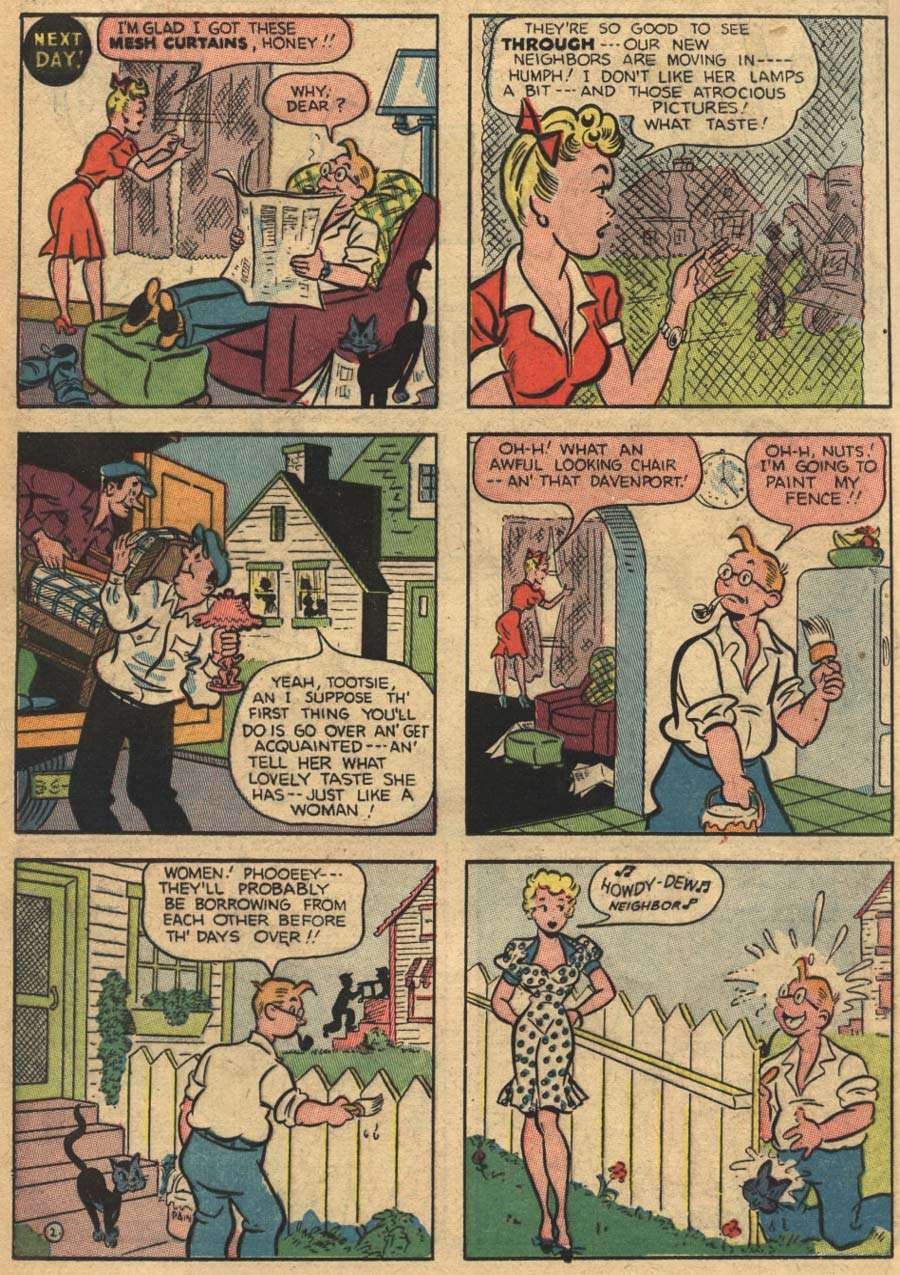 NEXT
DAY!
I'M GLAD I GOT THESE
MESH CURTAINS, HONEY!!
WHY,
DEAR?
THEY'RE SO GOOD TO SEE
THROUGH---OUR NEW
NEIGHBORS ARE MOVING IN----
HUMPH! I DON'T LIKE HER LAMPS
A BIT---AND THOSE ATROCIOUS
PICTURES!
WHAT TASTE!
YEAH, TOOTSIE,
AN I SUPPOSE TH'
FIRST THING YOU'LL
DO IS GO OVER AN' GET
ACQUAINTED---AN'
TELL HER WHAT
LOVELY TASTE SHE
HAS--JUST LIKE A
WOMAN!
OH-H! WHAT AN
AWFUL LOOKING CHAIR
--AN' THAT DAVENPORT!
OH-H, NUTS!
I'M GOING TO
PAINT MY
FENCE!!
WOMEN! PHOOEEY---
THEY'LL PROBABLY
BE BORROWING FROM
EACH OTHER BEFORE
TH' DAYS OVER!!
PAIN
2
HOWDY-DEW
NEIGHBOR